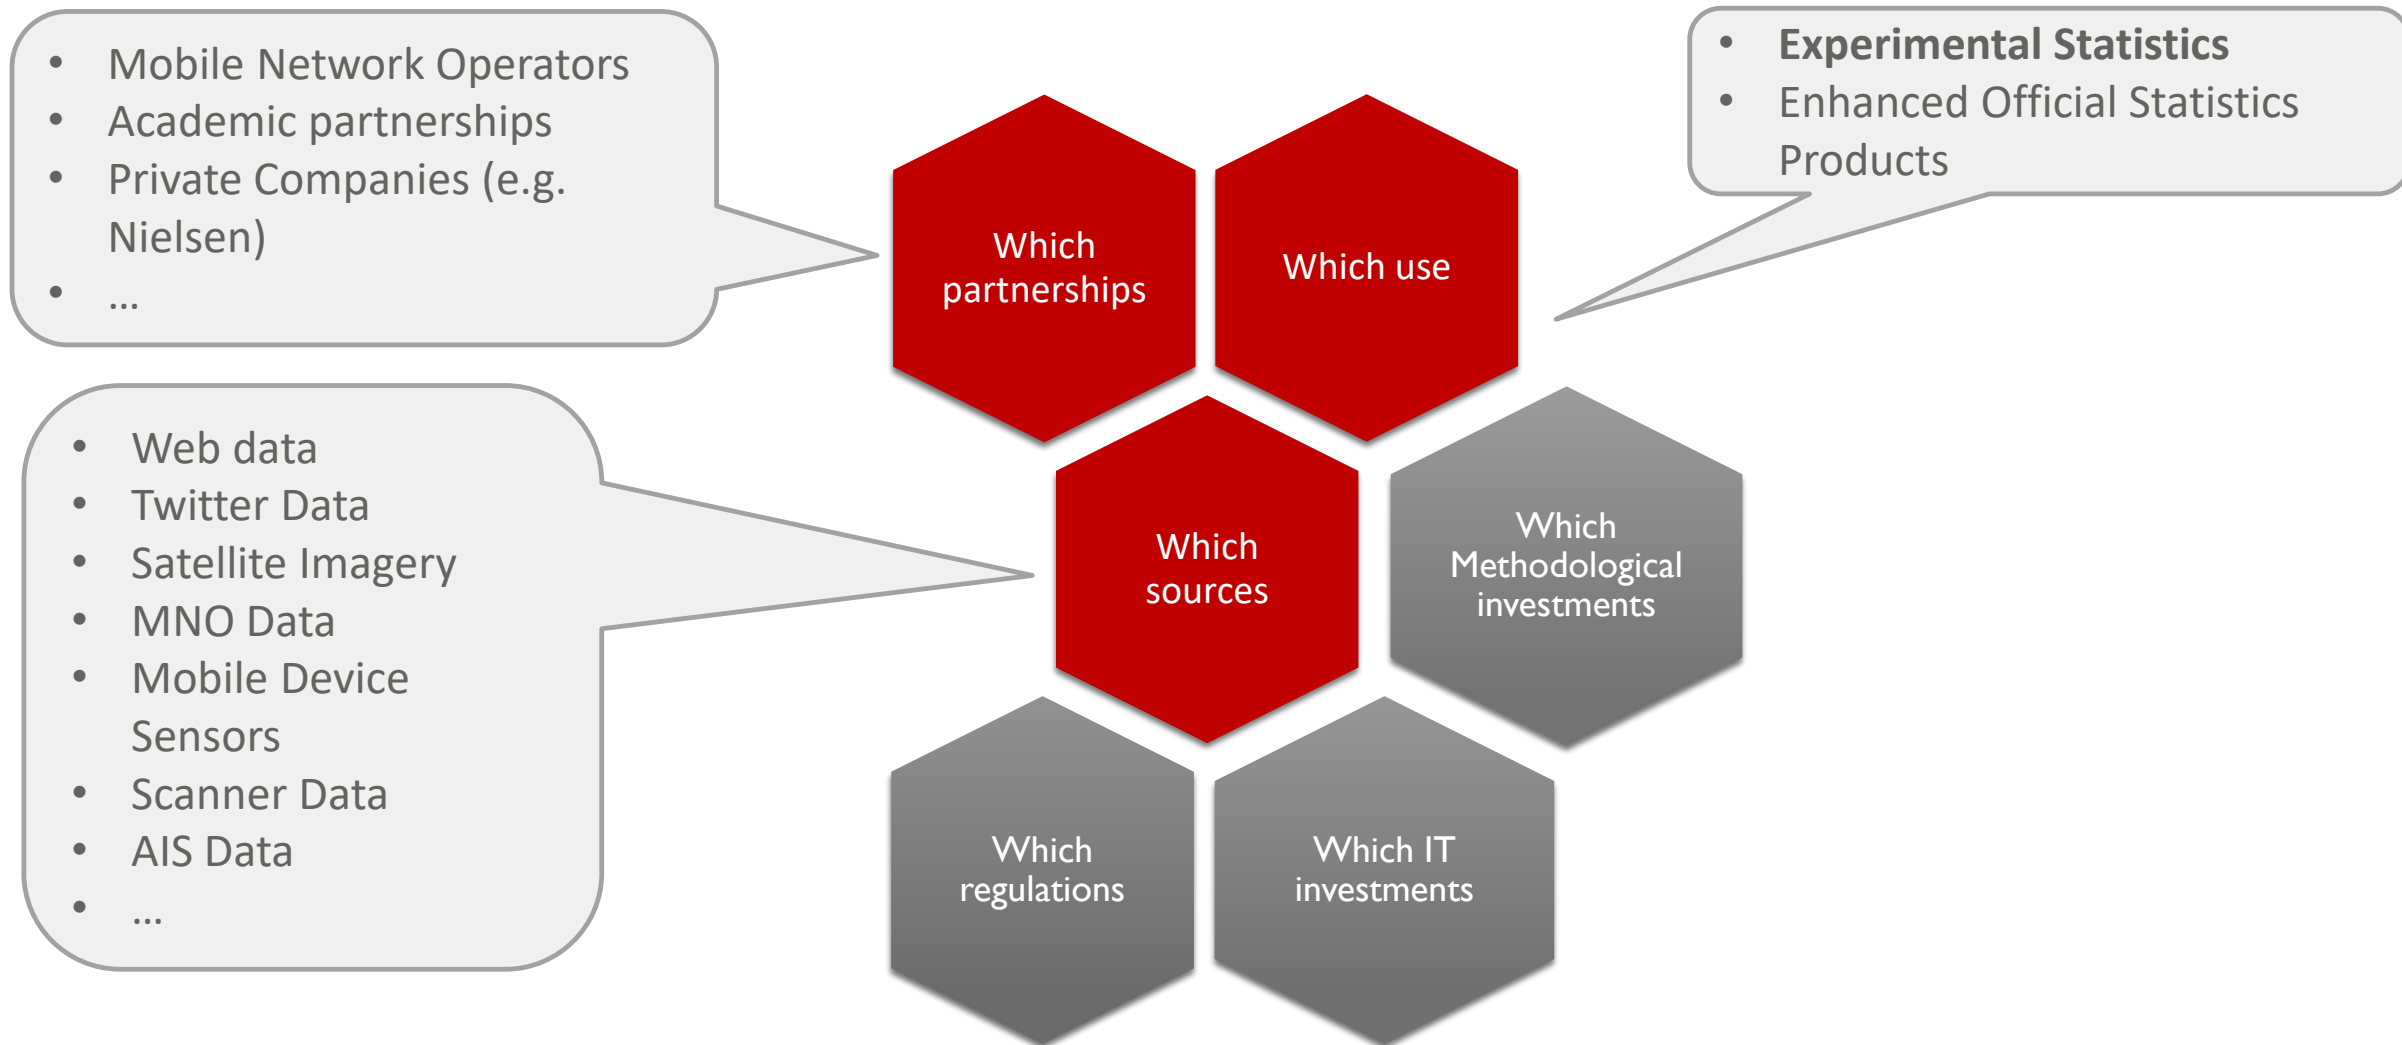 • Mobile Network Operators
• Academic partnerships
• Private Companies (e.g.
Nielsen)
• ...
• Experimental Statistics
• Enhanced Official Statistics
Products
Which
partnerships
Which use
• Web data
• Twitter Data
• Satellite Imagery
• MNO Data
• Mobile Device
Sensors
• Scanner Data
• AIS Data
• ...
Which
sources
Which
Methodological
investments
Which
regulations
Which IT
investments